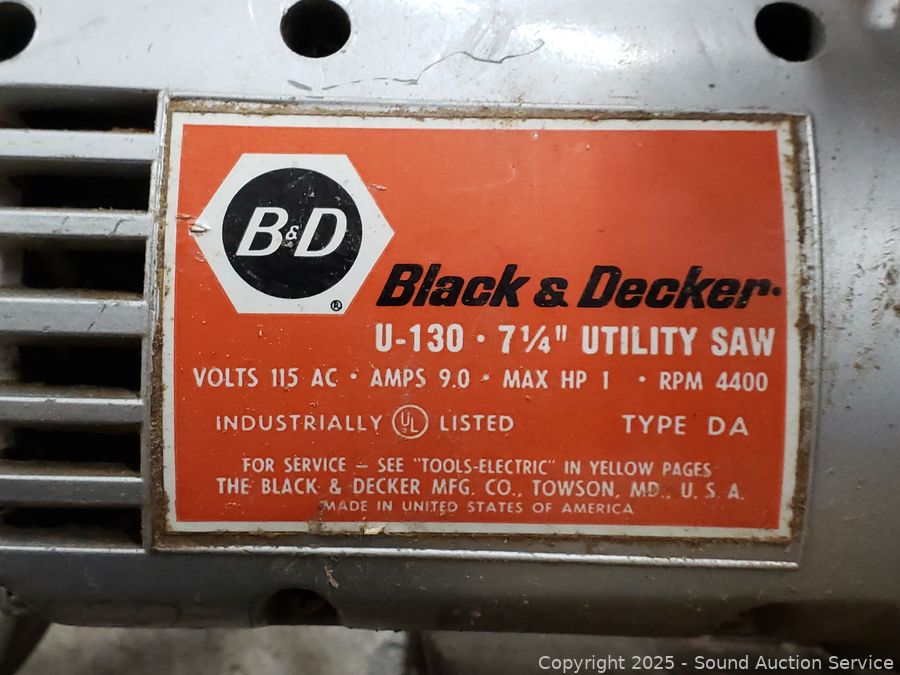 B&D
®
Black & Decker®
U-130 · 7 1/4" UTILITY SAW
VOLTS 115 AC · AMPS 9.0 · MAX HP 1 · RPM 4400
INDUSTRIALLY UL LISTED TYPE DA
FOR SERVICE – SEE "TOOLS-ELECTRIC" IN YELLOW PAGES
THE BLACK & DECKER MFG. CO., TOWSON, MD., U. S. A.
MADE IN UNITED STATES OF AMERICA
Copyright 2025 - Sound Auction Service